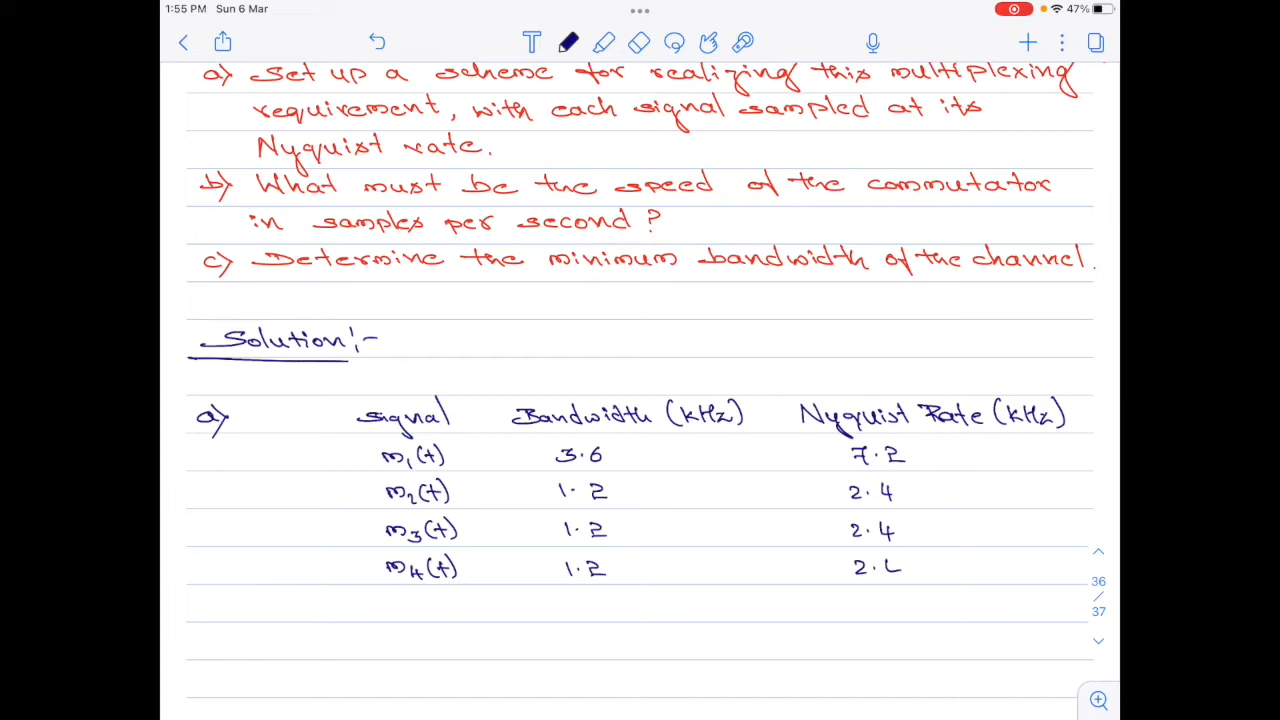 1:55 PM Sun 6 Mar
47%
a) Set up a scheme for realizing this multiplexing
requirement, with each signal sampled at its
Nyquist rate.
b) What must be the speed of the commutator
in samples per second?
c) Determine the minimum bandwidth of the channel.
Solution:-
a) Signal Bandwidth (kHz) Nyquist Rate (kHz)
m1(t) 3.6 7.2
m2(t) 1.2 2.4
m3(t) 1.2 2.4
m4(t) 1.2 2.
36
/
37